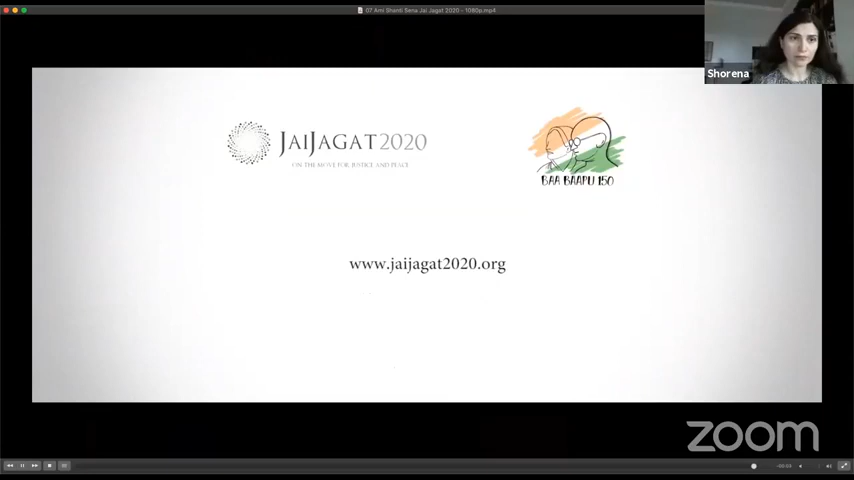 07 Ami Shanti Sena Jai Jagat 2020 - 1080p.mp4
Shorena
JAIJAGAT2020
ON THE MOVE FOR JUSTICE AND PEACE
BAA BAAPU 150
www.jaijagat2020.org
zoom